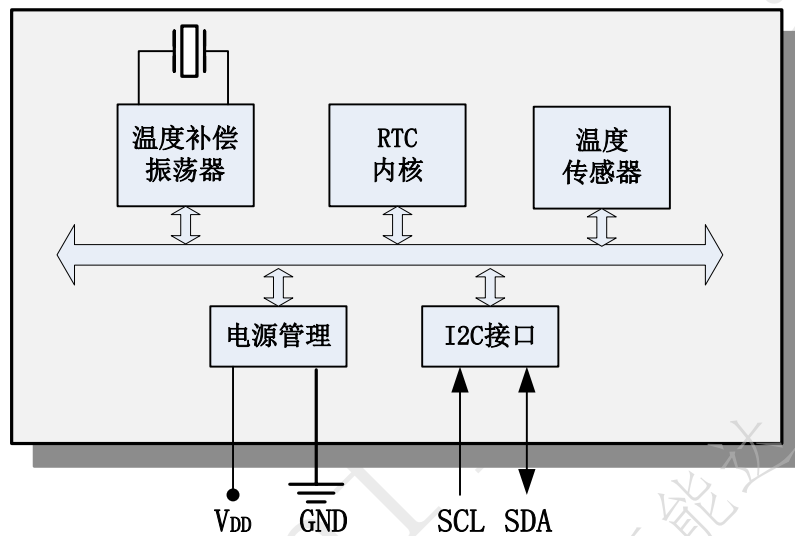 温度补偿
振荡器
RTC
内核
温度
传感器
电源管理
I2C接口
VDD
GND
SCL
SDA